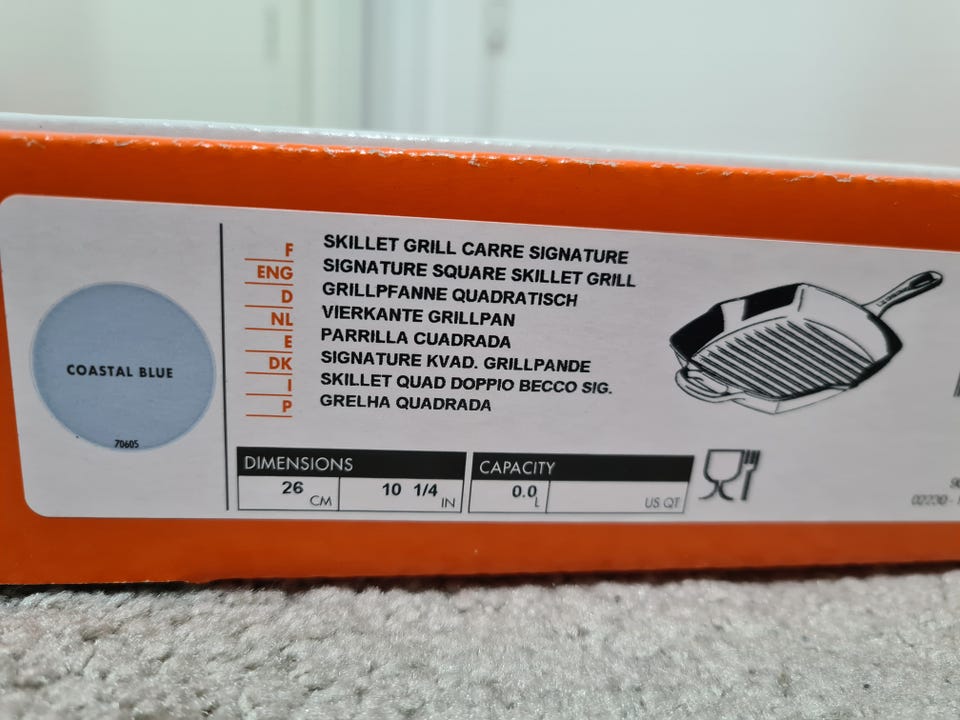 COASTAL BLUE
70605
F SKILLET GRILL CARRE SIGNATURE
ENG SIGNATURE SQUARE SKILLET GRILL
D GRILLPFANNE QUADRATISCH
NL VIERKANTE GRILLPAN
E PARRILLA CUADRADA
DK SIGNATURE KVAD. GRILLPANDE
I SKILLET QUAD DOPPIO BECCO SIG.
P GRELHA QUADRADA
DIMENSIONS
26 CM 10 1/4 IN
CAPACITY
0.0 L US QT